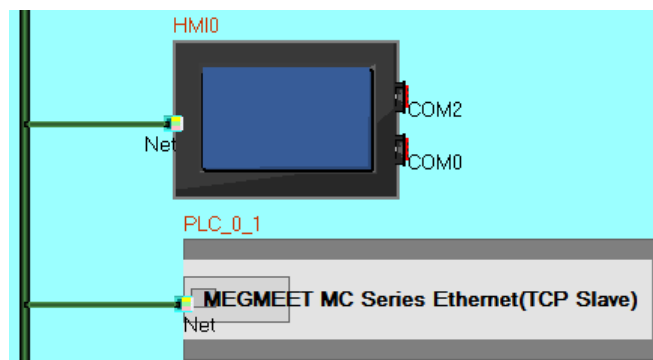 HMI0
COM2
Net
COM0
PLC_0_1
MEGMEET MC Series Ethernet(TCP Slave)
Net